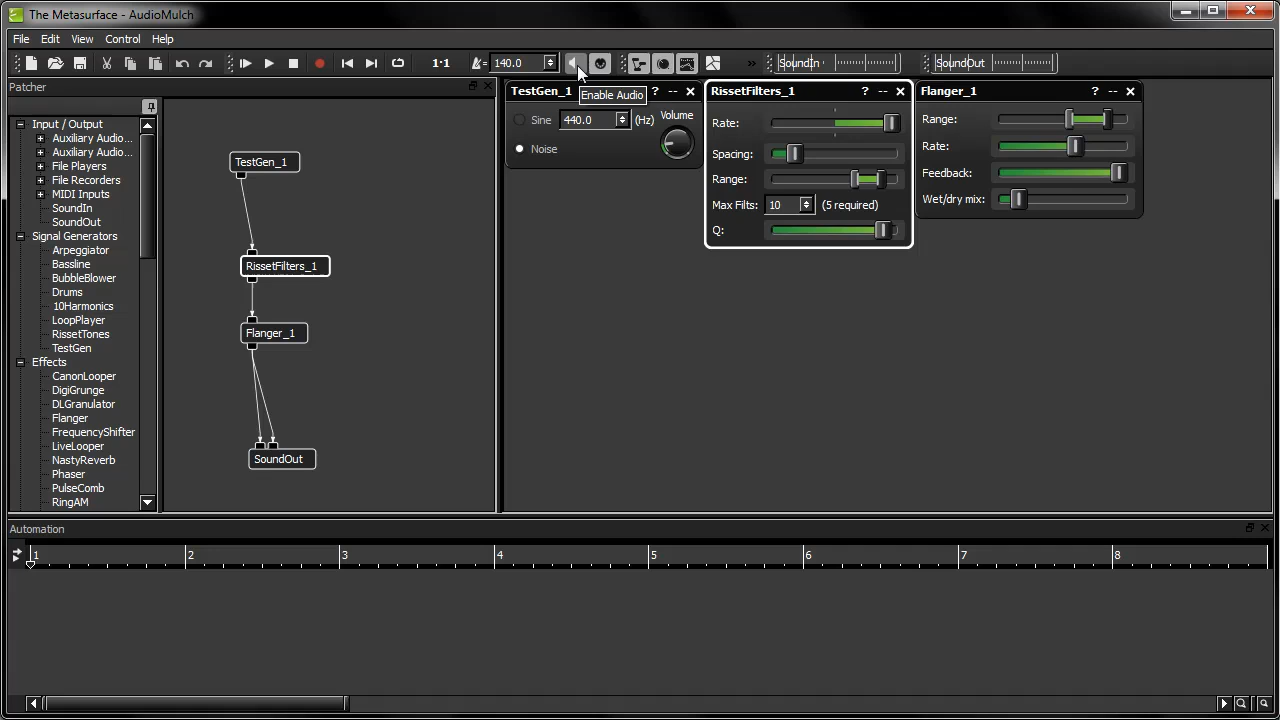 The Metasurface - AudioMulch
File Edit View Control Help
1:1 140.0 » SoundIn SoundOut
Enable Audio
Patcher
Input / Output
Auxiliary Audio...
Auxiliary Audio...
File Players
File Recorders
MIDI Inputs
SoundIn
SoundOut
Signal Generators
Arpeggiator
Bassline
BubbleBlower
Drums
10Harmonics
LoopPlayer
RissetTones
TestGen
Effects
CanonLooper
DigiGrunge
DLGranulator
Flanger
FrequencyShifter
LiveLooper
NastyReverb
Phaser
PulseComb
RingAM
TestGen_1
RissetFilters_1
Flanger_1
SoundOut
TestGen_1 ? --
Sine 440.0 (Hz) Volume
Noise
RissetFilters_1 ? --
Rate:
Spacing:
Range:
Max Filts: 10 (5 required)
Q:
Flanger_1 ? --
Range:
Rate:
Feedback:
Wet/dry mix:
Automation
1 2 3 4 5 6 7 8